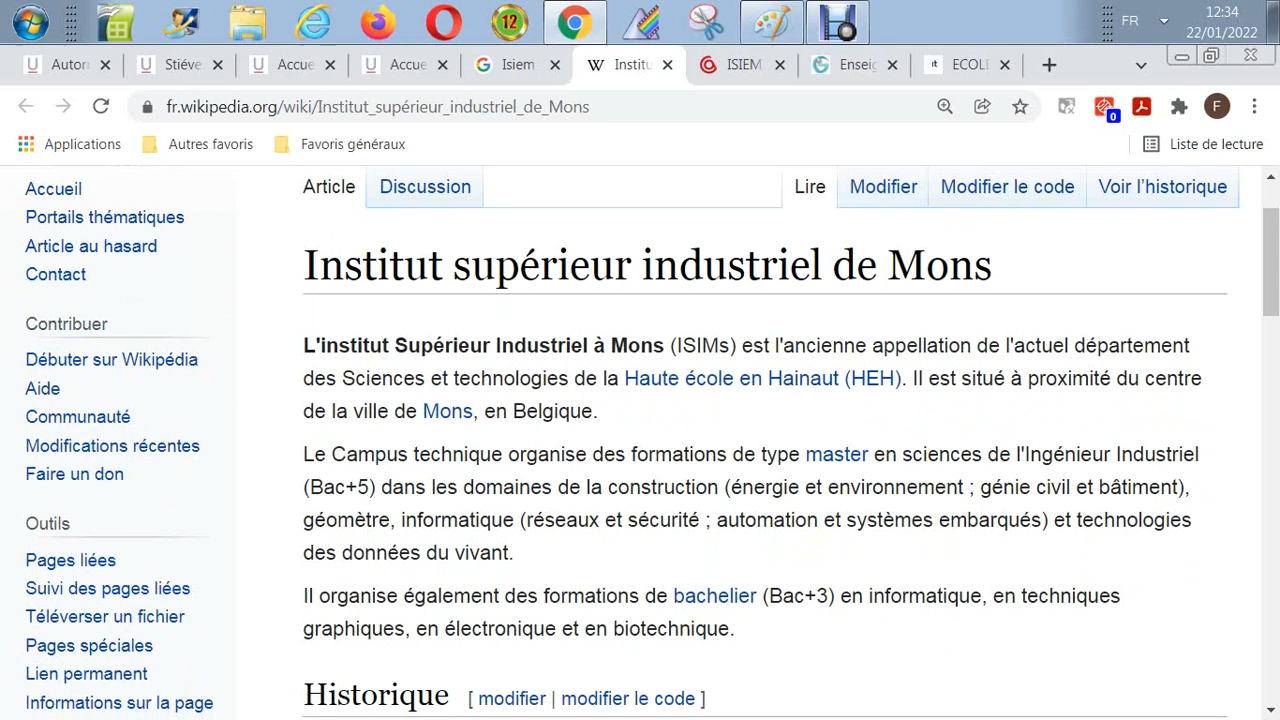 12
FR
12:34
22/01/2022
Autor
Stiéve
Accue
Accue
Isiem
Institu
ISIEM
Enseig
ECOLE
fr.wikipedia.org/wiki/Institut_supérieur_industriel_de_Mons
0
F
Applications
Autres favoris
Favoris généraux
Liste de lecture
Accueil
Portails thématiques
Article au hasard
Contact
Contribuer
Débuter sur Wikipédia
Aide
Communauté
Modifications récentes
Faire un don
Outils
Pages liées
Suivi des pages liées
Téléverser un fichier
Pages spéciales
Lien permanent
Informations sur la page
Article Discussion Lire Modifier Modifier le code Voir l’historique
Institut supérieur industriel de Mons
L'institut Supérieur Industriel à Mons (ISIMs) est l'ancienne appellation de l'actuel département
des Sciences et technologies de la Haute école en Hainaut (HEH). Il est situé à proximité du centre
de la ville de Mons, en Belgique.
Le Campus technique organise des formations de type master en sciences de l'Ingénieur Industriel
(Bac+5) dans les domaines de la construction (énergie et environnement ; génie civil et bâtiment),
géomètre, informatique (réseaux et sécurité ; automation et systèmes embarqués) et technologies
des données du vivant.
Il organise également des formations de bachelier (Bac+3) en informatique, en techniques
graphiques, en électronique et en biotechnique.
Historique [ modifier | modifier le code ]